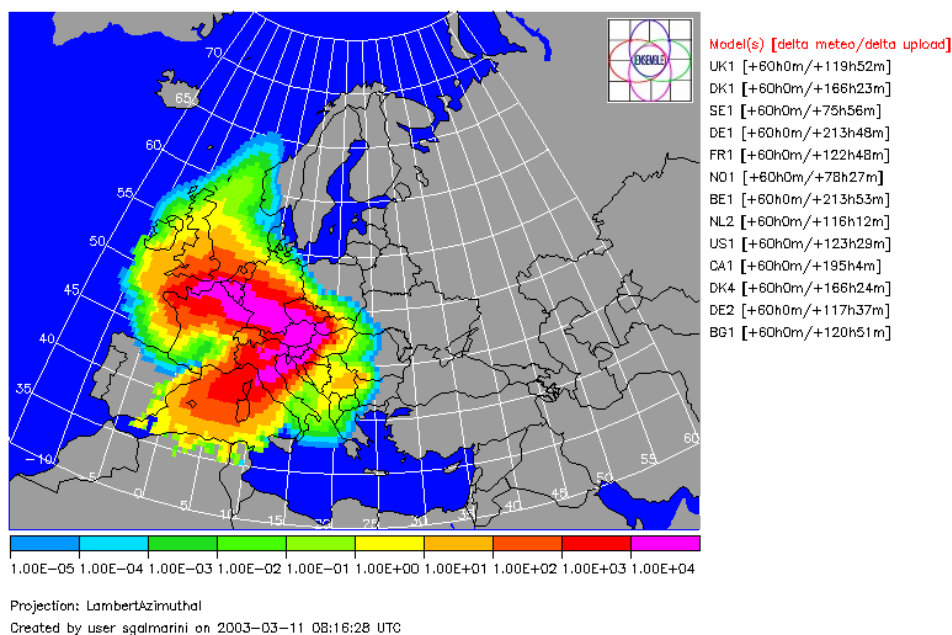 70
65
60
55
50
45
40
35
-10
-5
0
5
10
15
20
25
30
35
40
45
50
55
60
ENSEMBLE
Model(s) [delta meteo/delta upload]
UK1 [+60h0m/+119h52m]
DK1 [+60h0m/+166h23m]
SE1 [+60h0m/+75h56m]
DE1 [+60h0m/+213h48m]
FR1 [+60h0m/+122h48m]
NO1 [+60h0m/+78h27m]
BE1 [+60h0m/+213h53m]
NL2 [+60h0m/+116h12m]
US1 [+60h0m/+123h29m]
CA1 [+60h0m/+195h4m]
DK4 [+60h0m/+166h24m]
DE2 [+60h0m/+117h37m]
BG1 [+60h0m/+120h51m]
1.00E-05 1.00E-04 1.00E-03 1.00E-02 1.00E-01 1.00E+00 1.00E+01 1.00E+02 1.00E+03 1.00E+04
Projection: LambertAzimuthal
Created by user sgalmarini on 2003-03-11 08:16:28 UTC